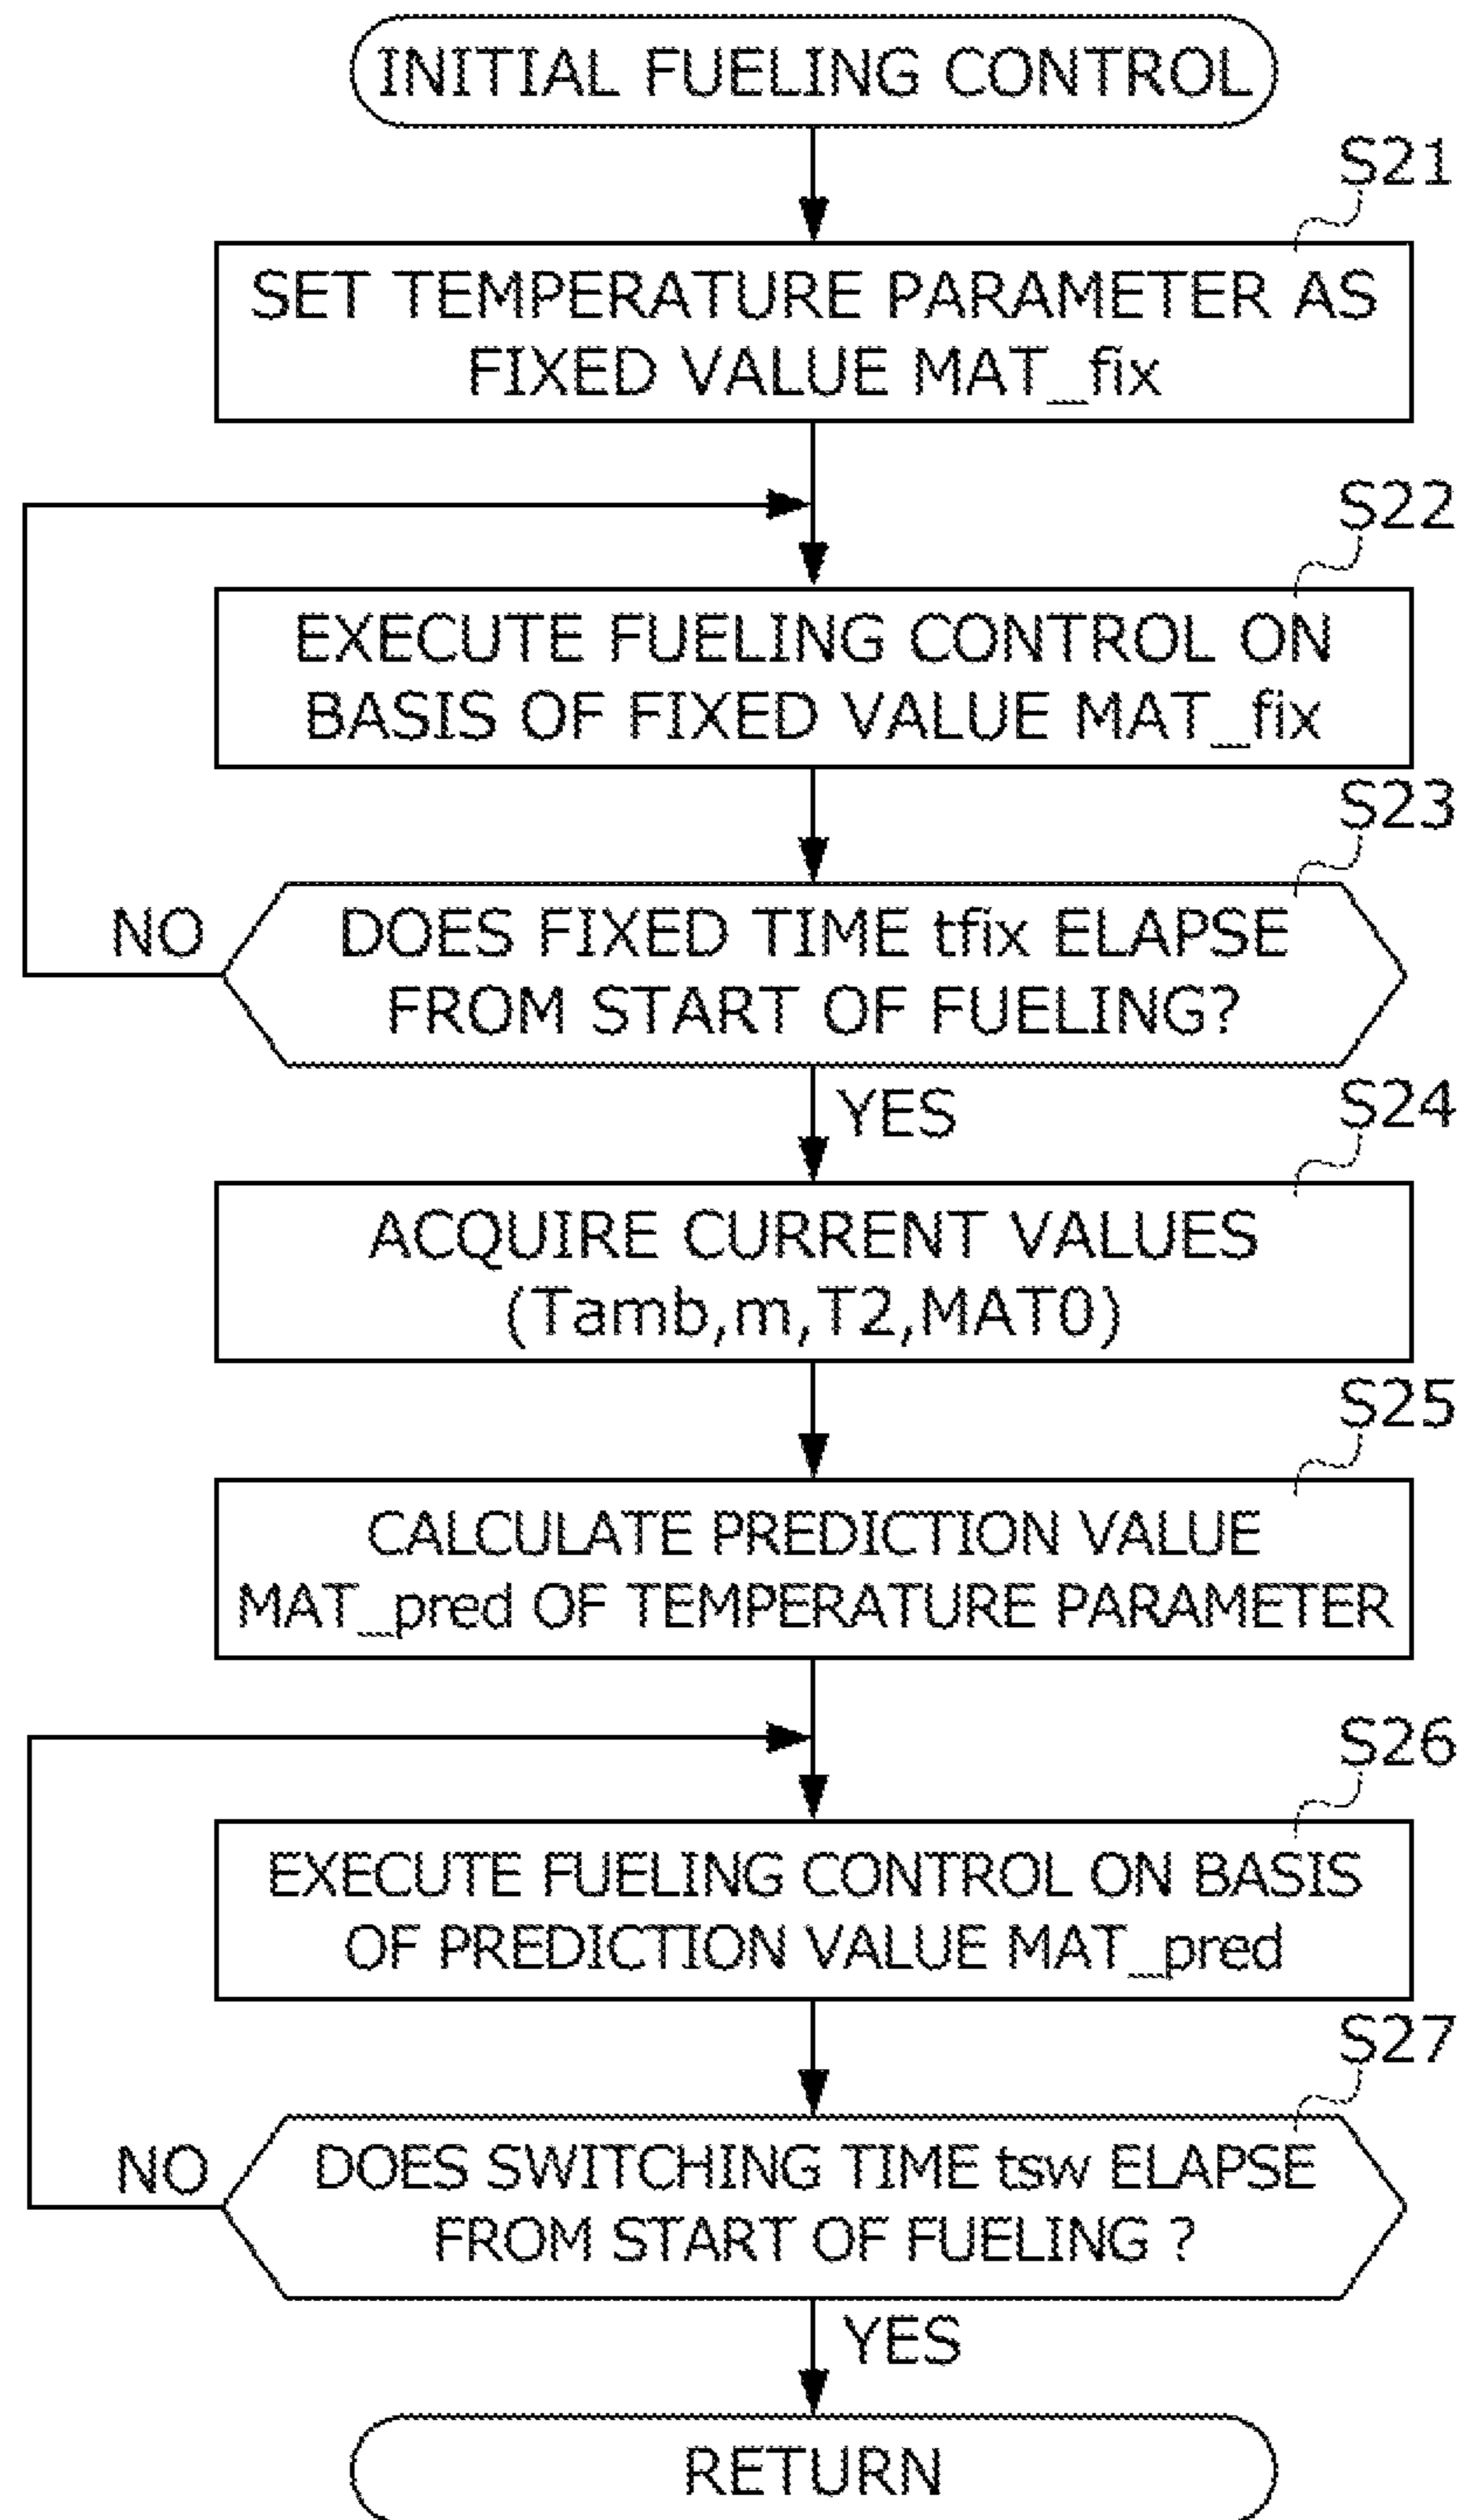 INITIAL FUELING CONTROL
S21
SET TEMPERATURE PARAMETER AS
FIXED VALUE MAT_fix
S22
EXECUTE FUELING CONTROL ON
BASIS OF FIXED VALUE MAT_fix
S23
DOES FIXED TIME tfix ELAPSE
FROM START OF FUELING?
NO
YES
S24
ACQUIRE CURRENT VALUES
(Tamb,m,T2,MAT0)
S25
CALCULATE PREDICTION VALUE
MAT_pred OF TEMPERATURE PARAMETER
S26
EXECUTE FUELING CONTROL ON BASIS
OF PREDICTION VALUE MAT_pred
S27
DOES SWITCHING TIME tsw ELAPSE
FROM START OF FUELING ?
NO
YES
RETURN